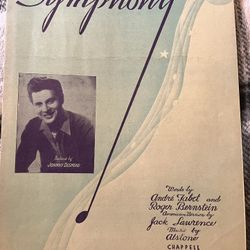 Symphony
Featured by
JOHNNY DESMOND
Words by
André Tabet and
Roger Bernstein
American Version by
Jack Lawrence
Music by
Alstone
CHAPPELL